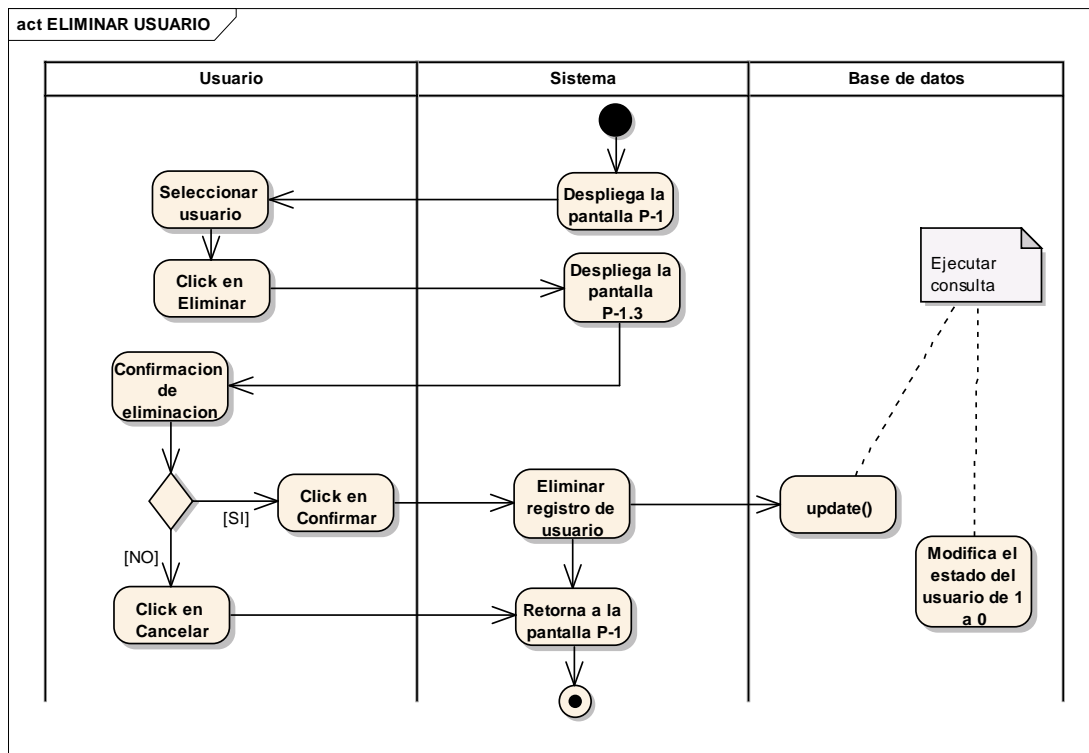 act ELIMINAR USUARIO
Usuario
Sistema
Base de datos
Seleccionar
usuario
Despliega la
pantalla P-1
Click en
Eliminar
Despliega la
pantalla
P-1.3
Ejecutar
consulta
Confirmacion
de
eliminacion
[SI]
Click en
Confirmar
Eliminar
registro de
usuario
update()
[NO]
Click en
Cancelar
Retorna a la
pantalla P-1
Modifica el
estado del
usuario de 1
a 0